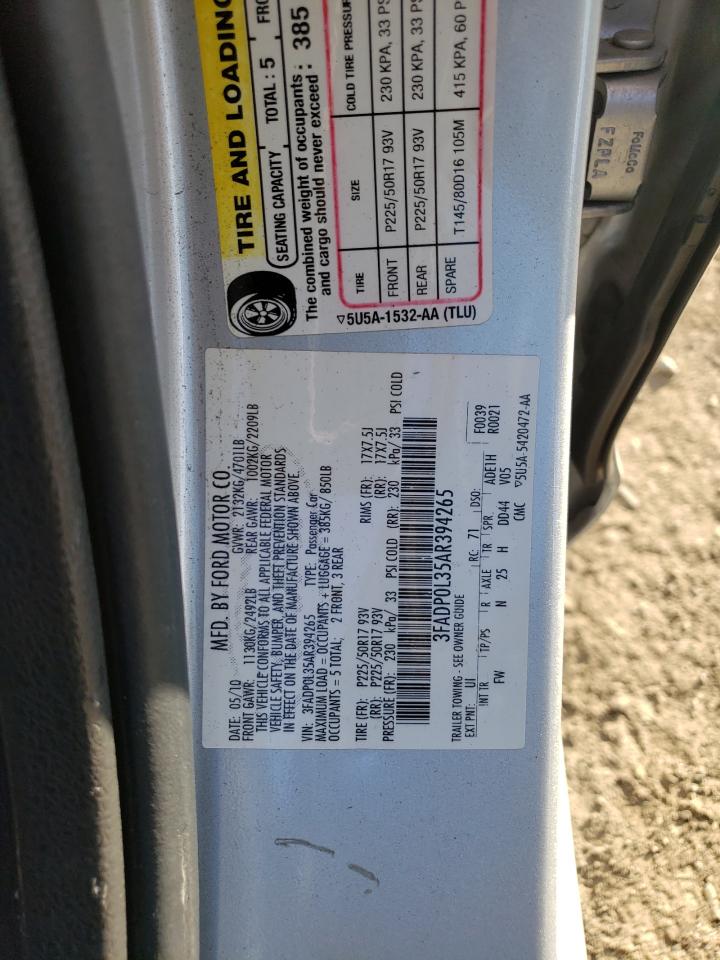 TIRE AND LOADING
SEATING CAPACITY
TOTAL : 5
The combined weight of occupants
and cargo should never exceed : 385
TIRE SIZE COLD TIRE PRESSURE
FRONT P225/50R17 93V 230 KPA, 33 PS
REAR P225/50R17 93V 230 KPA, 33 PS
SPARE T145/80D16 105M 415 KPA, 60 P
5U5A-1532-AA (TLU)
MFD. BY FORD MOTOR CO.
DATE: 05/10 GVWR: 2132KG/4701LB
FRONT GAWR: 1130KG/2492LB REAR GAWR: 1002KG/2209LB
THIS VEHICLE CONFORMS TO ALL APPLICABLE FEDERAL MOTOR
VEHICLE SAFETY, BUMPER, AND THEFT PREVENTION STANDARDS
IN EFFECT ON THE DATE OF MANUFACTURE SHOWN ABOVE.
VIN: 3FADP0L35AR394265 TYPE: Passenger Car
MAXIMUM LOAD = OCCUPANTS + LUGGAGE = 385KG/ 850LB
OCCUPANTS = 5 TOTAL: 2 FRONT, 3 REAR
TIRE (FR): P225/50R17 93V RIMS (FR): 17X7.5J
(RR): P225/50R17 93V (RR): 17X7.5J
PRESSURE (FR): 230 kPa/ 33 PSI COLD (RR): 230 kPa/ 33 PSI COLD
3FADP0L35AR394265
TRAILER TOWING - SEE OWNER GUIDE F0039
EXT PNT: UI RC: 71 DSO: R0021
INT TR TP/PS R AXLE TR SPR ADE1H
FW N 25 H DD44 V05
CMC 5U5A-5420472-AA
FoMoCo
FZPLA